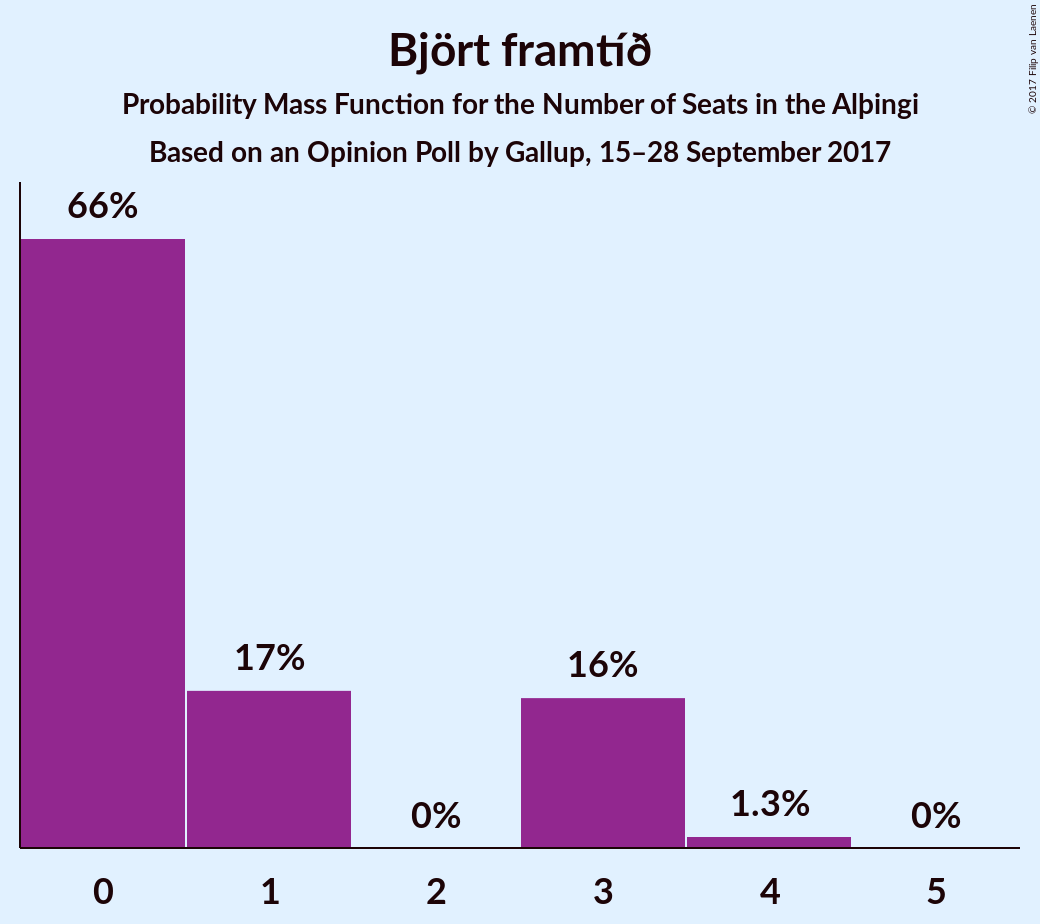 Björt framtíð
Probability Mass Function for the Number of Seats in the Alþingi
Based on an Opinion Poll by Gallup, 15–28 September 2017
© 2017 Filip van Laenen
66%
17%
0%
16%
1.3%
0%
0 1 2 3 4 5